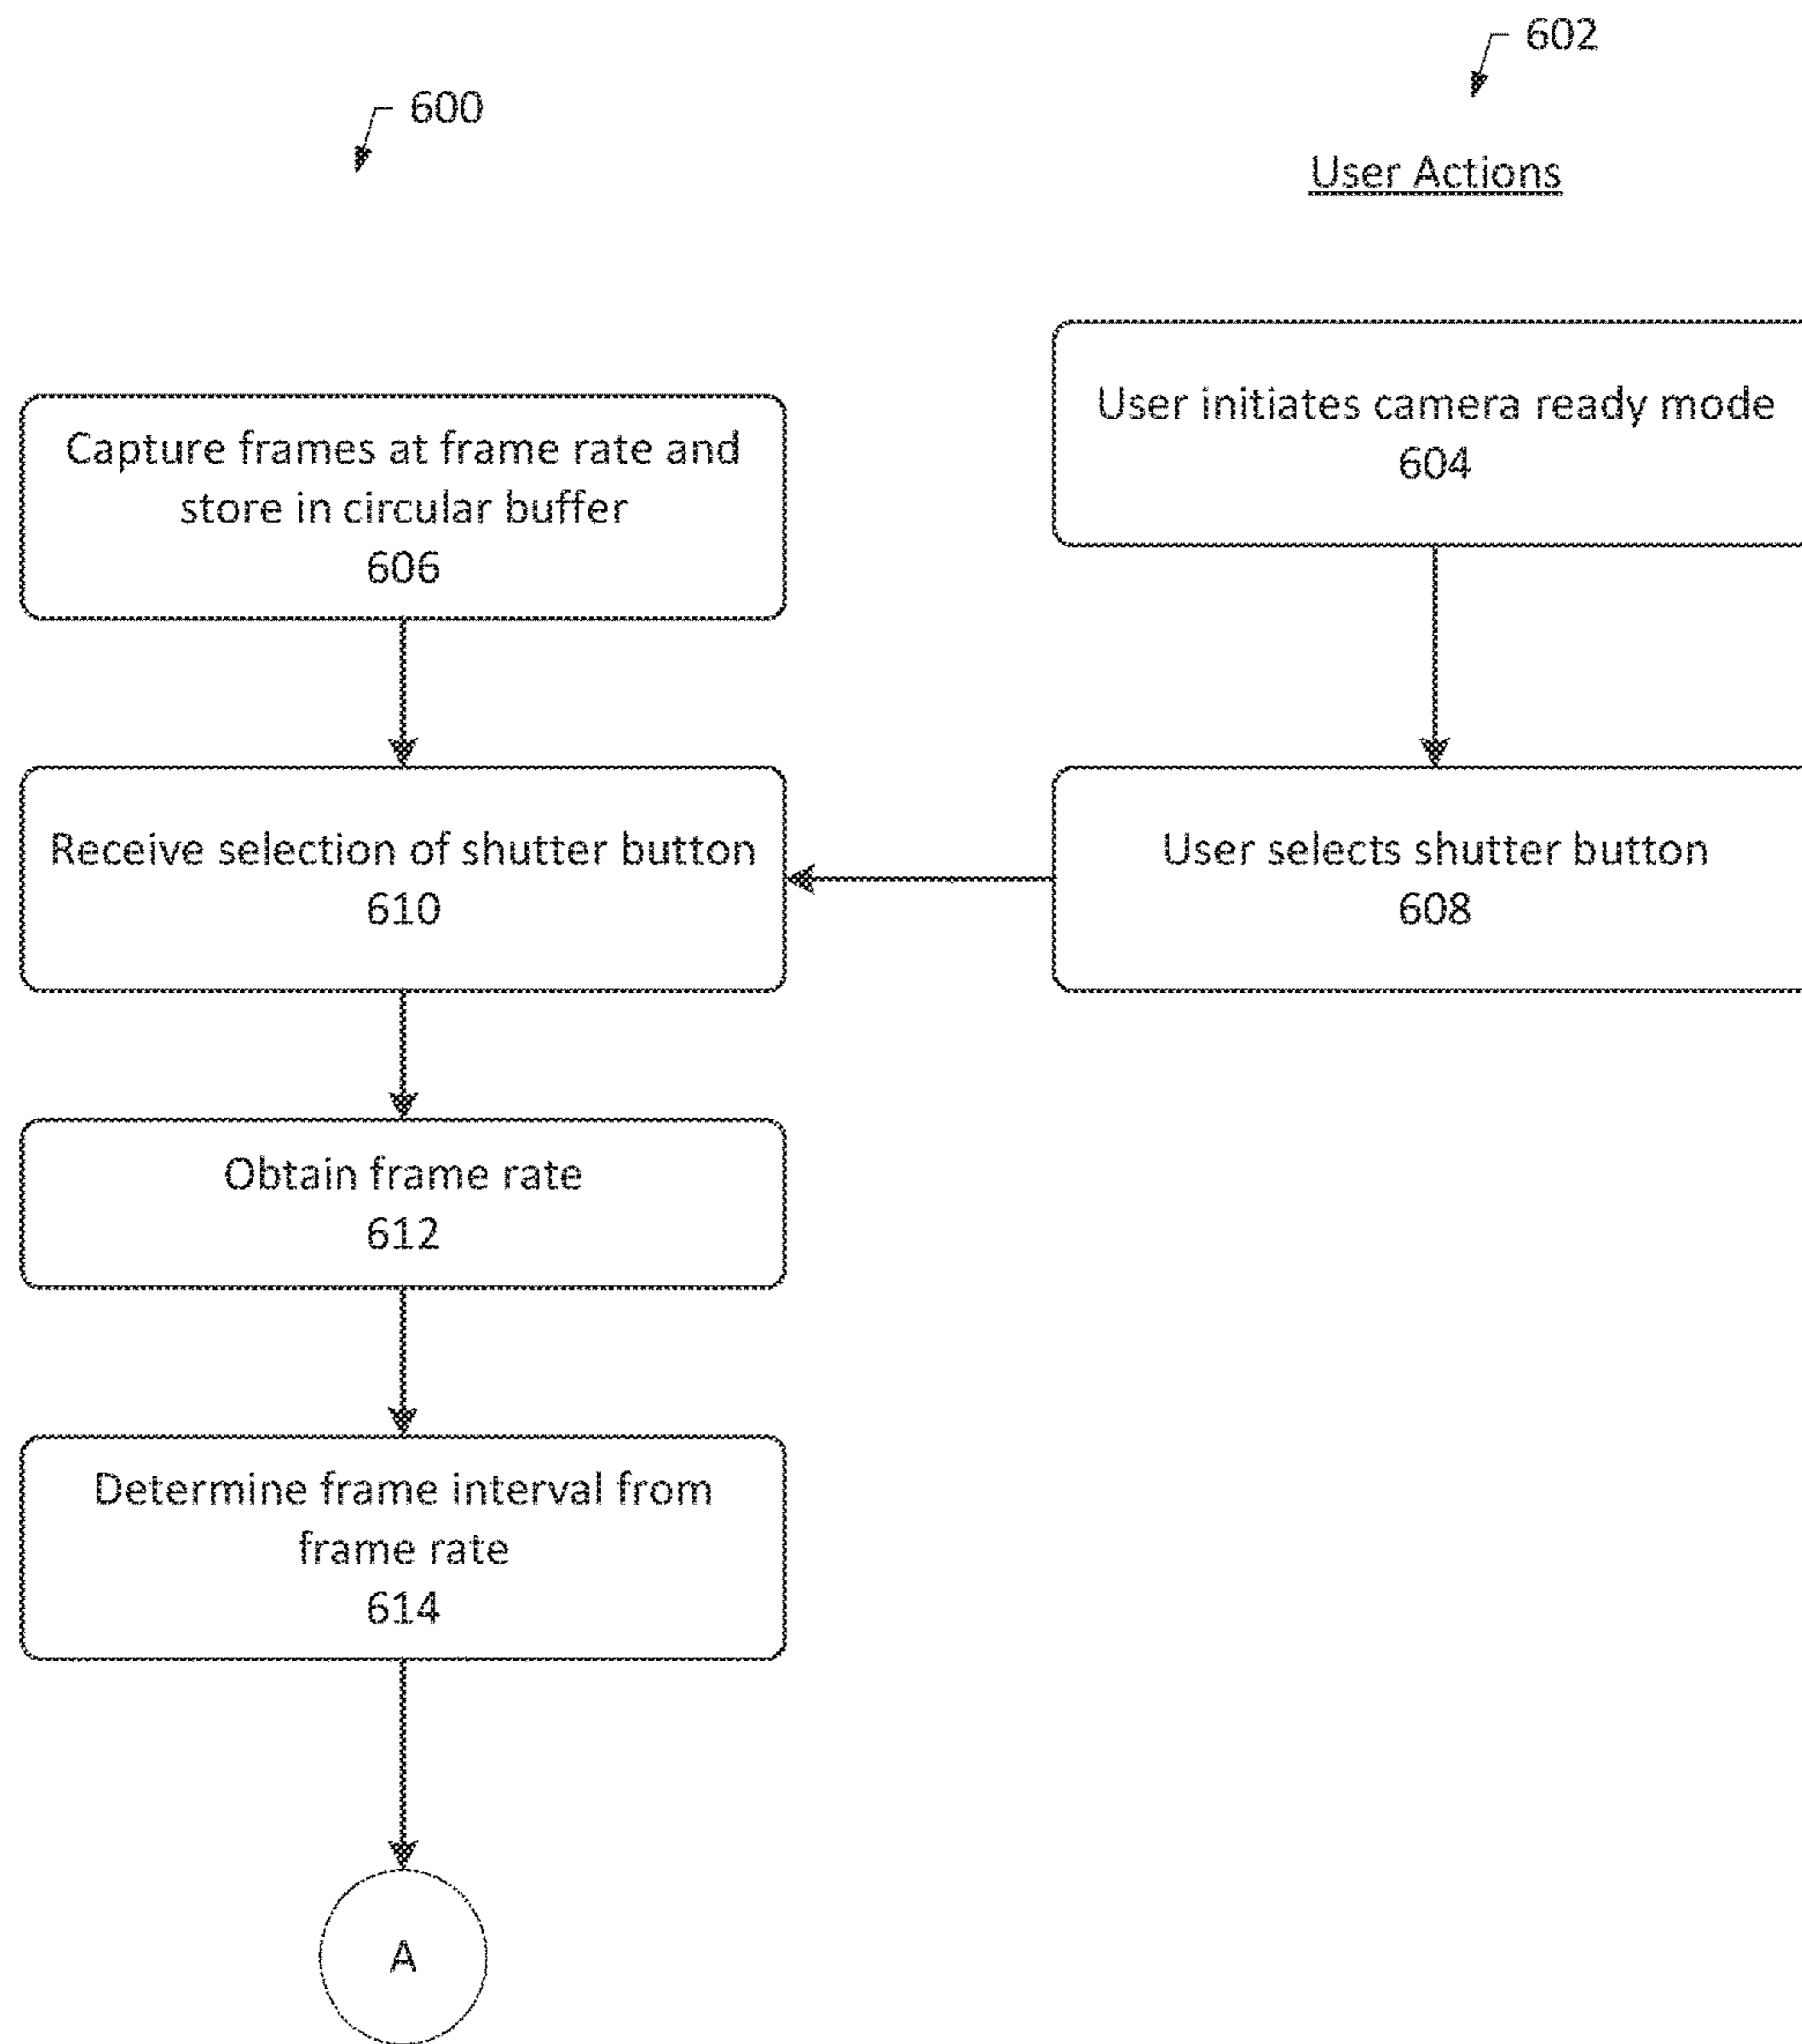 602
600
User Actions
User initiates camera ready mode
604
Capture frames at frame rate and
store in circular buffer
606
Receive selection of shutter button
610
User selects shutter button
608
Obtain frame rate
612
Determine frame interval from
frame rate
614
A